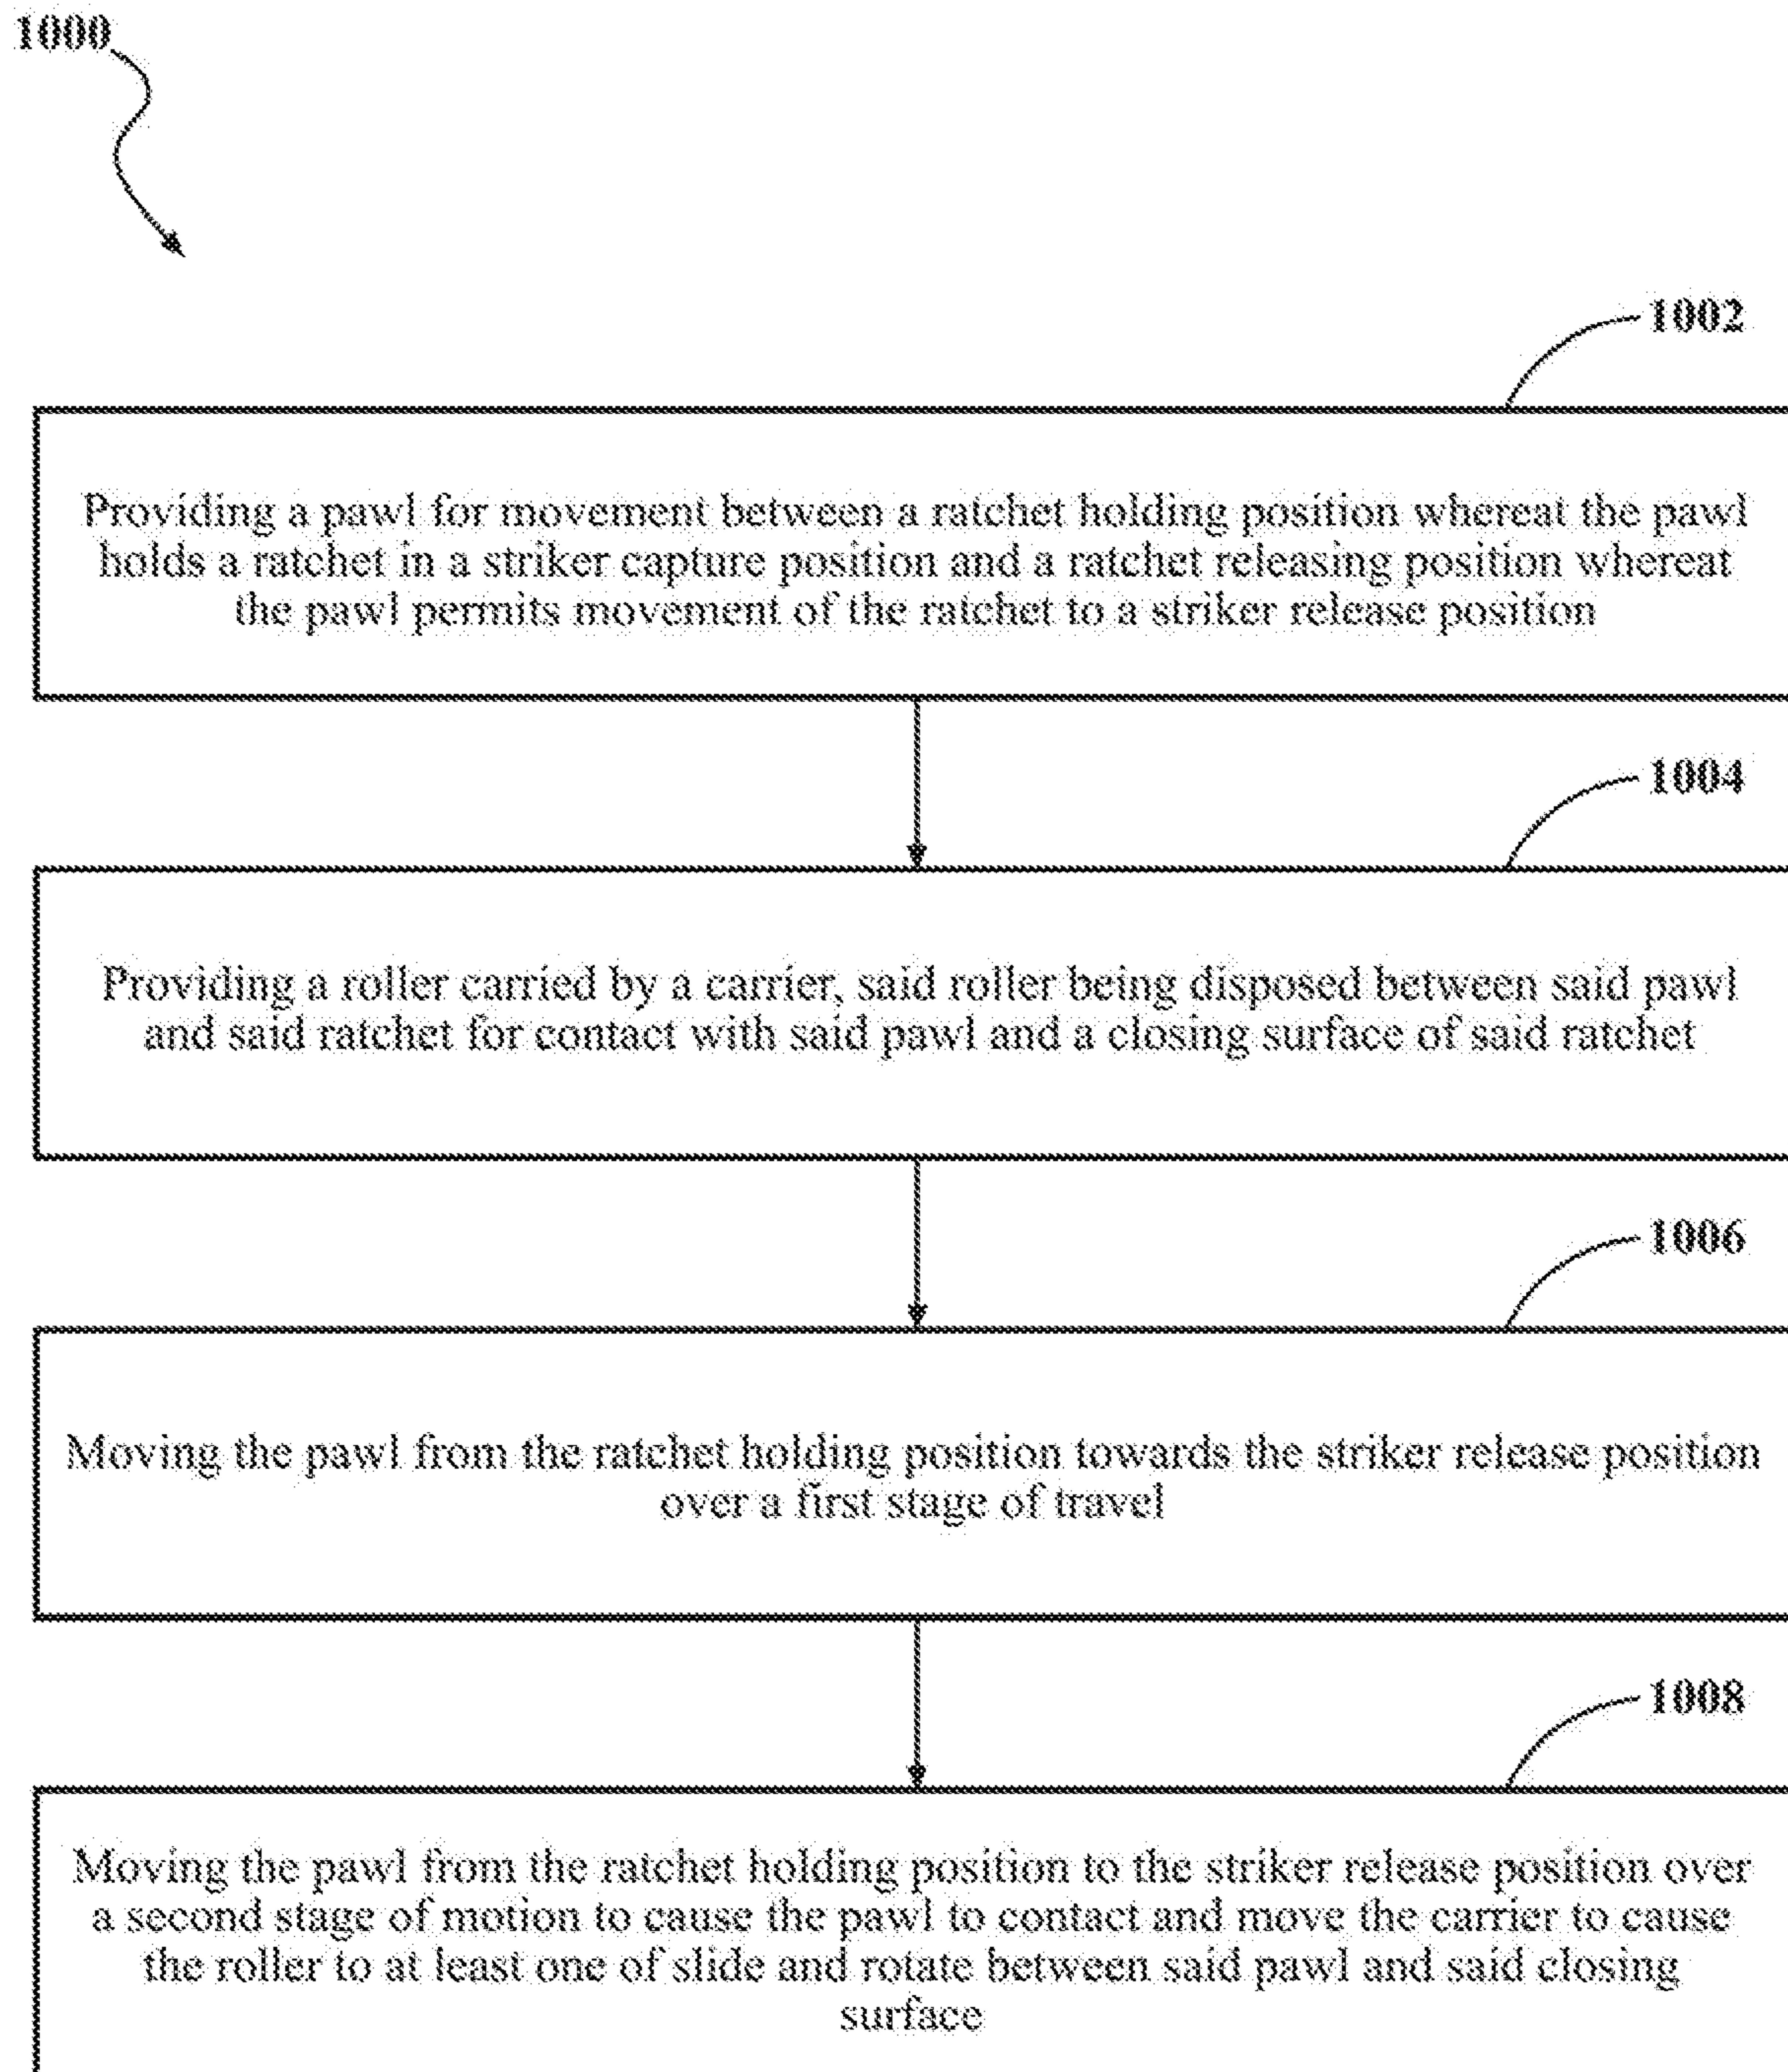 1000
1002
Providing a pawl for movement between a ratchet holding position whereat the pawl
holds a ratchet in a striker capture position and a ratchet releasing position whereat
the pawl permits movement of the ratchet to a striker release position
1004
Providing a roller carried by a carrier, said roller being disposed between said pawl
and said ratchet for contact with said pawl and a closing surface of said ratchet
1006
Moving the pawl from the ratchet holding position towards the striker release position
over a first stage of travel
1008
Moving the pawl from the ratchet holding position to the striker release position over
a second stage of motion to cause the pawl to contact and move the carrier to cause
the roller to at least one of slide and rotate between said pawl and said closing
surface